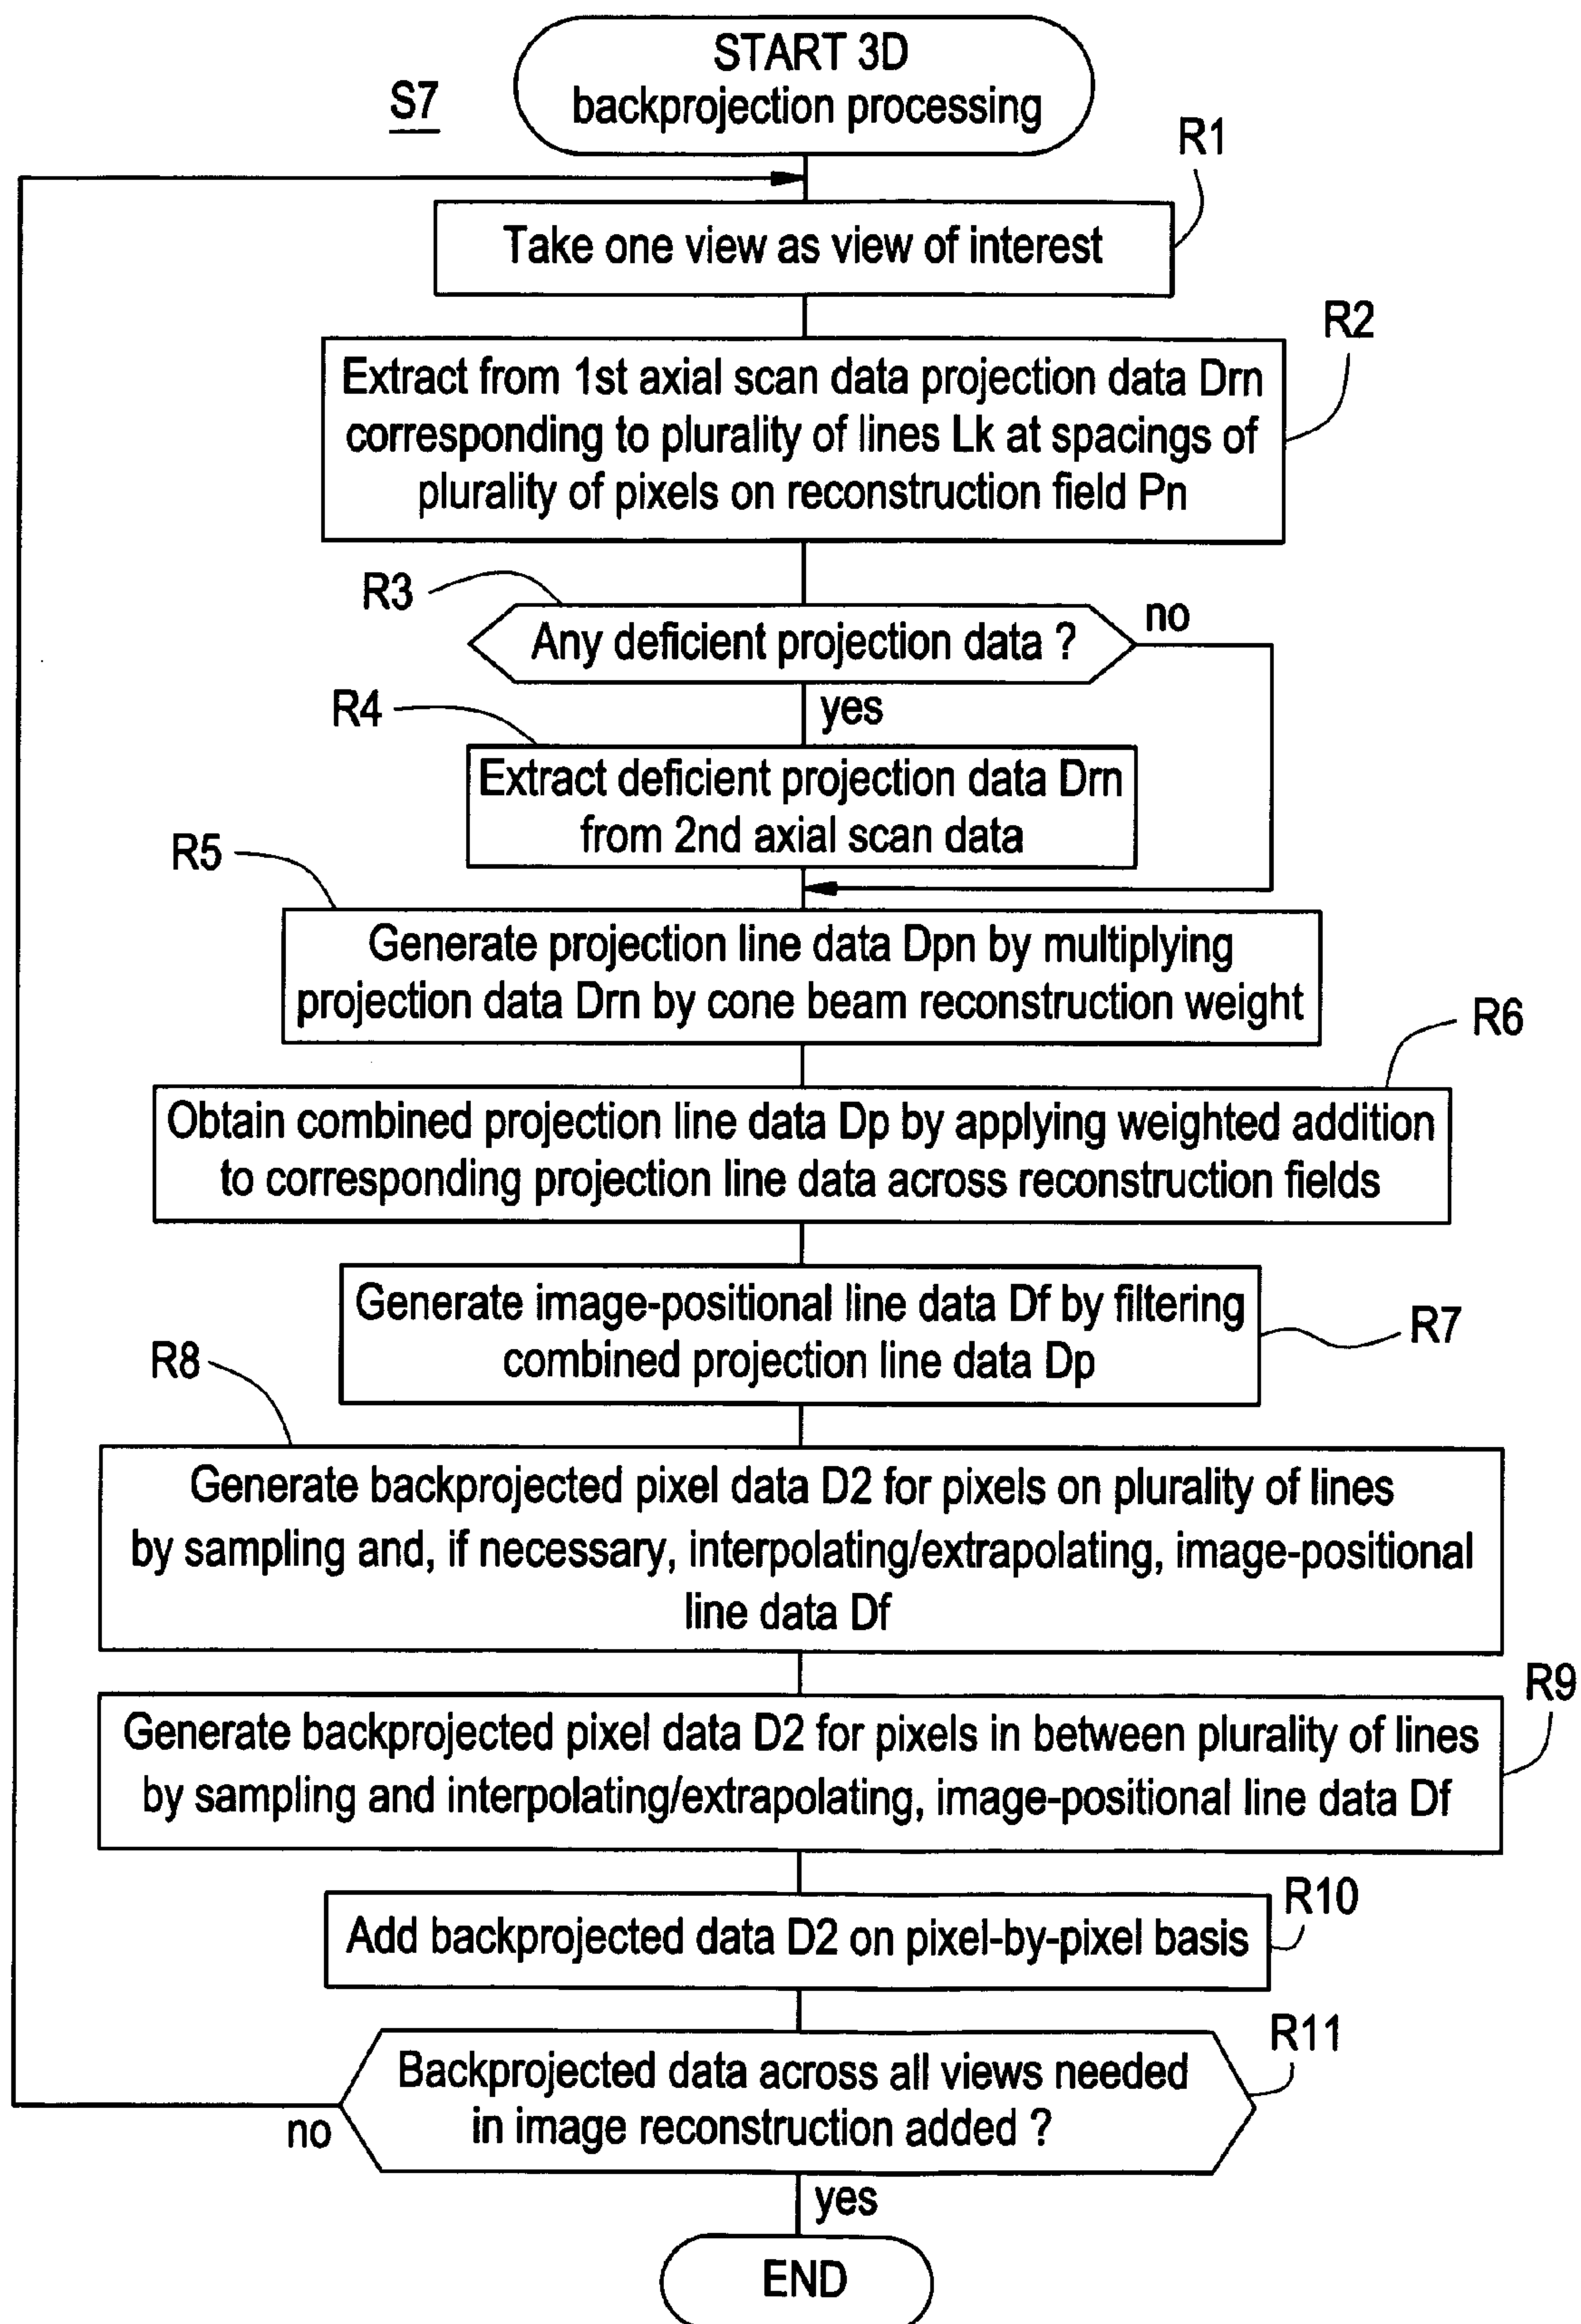 START 3D
backprojection processing
S7
R1
Take one view as view of interest
R2
Extract from 1st axial scan data projection data Drn
corresponding to plurality of lines Lk at spacings of
plurality of pixels on reconstruction field Pn
R3
Any deficient projection data ?
no
yes
R4
Extract deficient projection data Drn
from 2nd axial scan data
R5
Generate projection line data Dpn by multiplying
projection data Drn by cone beam reconstruction weight
R6
Obtain combined projection line data Dp by applying weighted addition
to corresponding projection line data across reconstruction fields
Generate image-positional line data Df by filtering
combined projection line data Dp
R7
R8
Generate backprojected pixel data D2 for pixels on plurality of lines
by sampling and, if necessary, interpolating/extrapolating, image-positional
line data Df
R9
Generate backprojected pixel data D2 for pixels in between plurality of lines
by sampling and interpolating/extrapolating, image-positional line data Df
R10
Add backprojected data D2 on pixel-by-pixel basis
R11
Backprojected data across all views needed
in image reconstruction added ?
no
yes
END